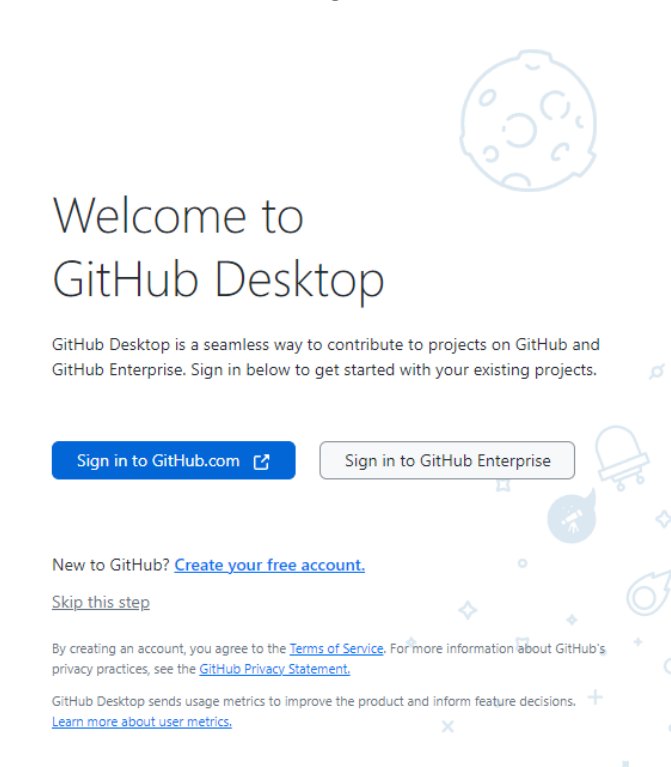 Welcome to
GitHub Desktop
GitHub Desktop is a seamless way to contribute to projects on GitHub and
GitHub Enterprise. Sign in below to get started with your existing projects.
Sign in to GitHub.com
Sign in to GitHub Enterprise
New to GitHub? Create your free account.
Skip this step
By creating an account, you agree to the Terms of Service. For more information about GitHub's
privacy practices, see the GitHub Privacy Statement.
GitHub Desktop sends usage metrics to improve the product and inform feature decisions.
Learn more about user metrics.